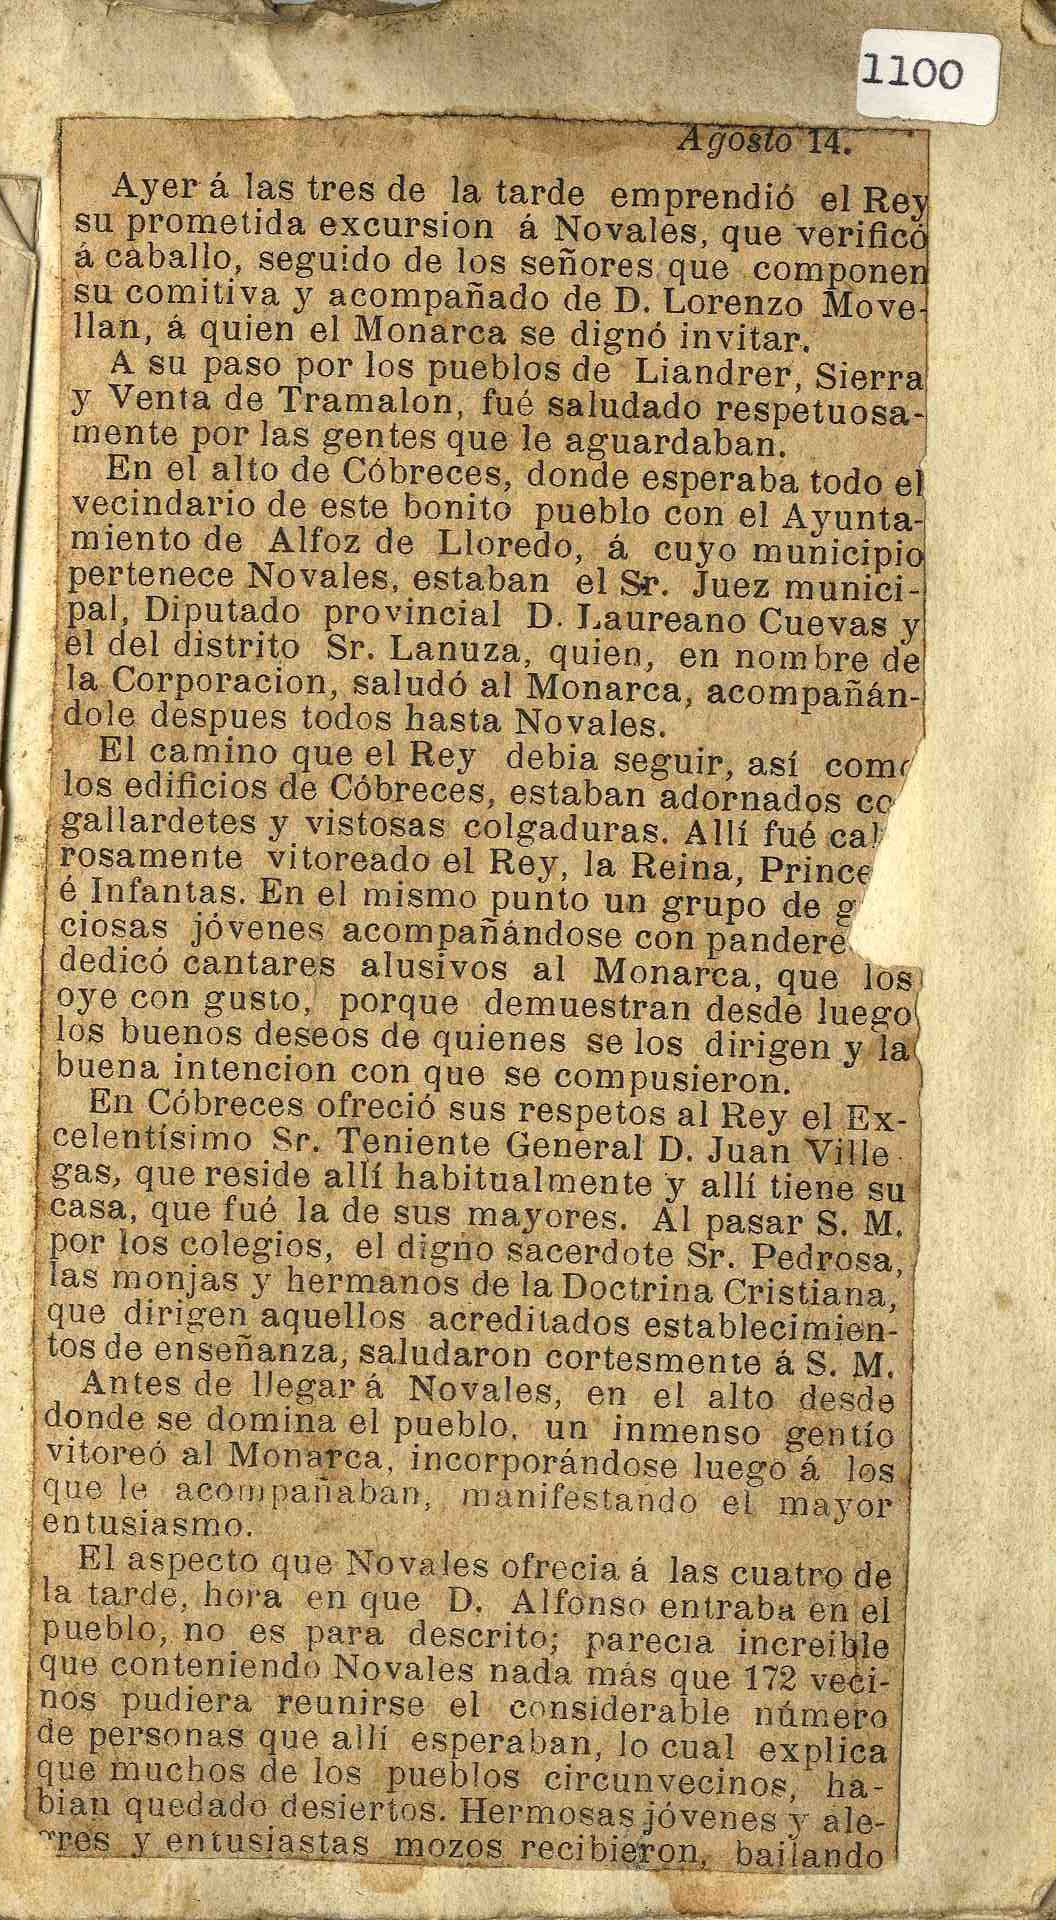 1100
Agosto 14.
Ayer á las tres de la tarde emprendió el Rey
su prometida excursion á Novales, que verificó
á caballo, seguido de los señores que componen
su comitiva y acompañado de D. Lorenzo Move-
llan, á quien el Monarca se dignó invitar.
A su paso por los pueblos de Liandrer, Sierra
y Venta de Tramalon, fué saludado respetuosa-
mente por las gentes que le aguardaban.
En el alto de Cóbreces, donde esperaba todo el
vecindario de este bonito pueblo con el Ayunta-
miento de Alfoz de Lloredo, á cuyo municipio
pertenece Novales, estaban el Sr. Juez munici-
pal, Diputado provincial D. Laureano Cuevas y
el del distrito Sr. Lanuza, quien, en nombre de
la Corporacion, saludó al Monarca, acompañán-
dole despues todos hasta Novales.
El camino que el Rey debia seguir, así como
los edificios de Cóbreces, estaban adornados co
gallardetes y vistosas colgaduras. Allí fué cal
rosamente vitoreado el Rey, la Reina, Prince
é Infantas. En el mismo punto un grupo de g
ciosas jóvenes acompañándose con pandere
dedicó cantares alusivos al Monarca, que los
oye con gusto, porque demuestran desde luego
los buenos deseos de quienes se los dirigen y la
buena intencion con que se compusieron.
En Cóbreces ofreció sus respetos al Rey el Ex-
celentísimo Sr. Teniente General D. Juan Ville-
gas, que reside allí habitualmente y allí tiene su
casa, que fué la de sus mayores. Al pasar S. M.
por los colegios, el digno sacerdote Sr. Pedrosa,
las monjas y hermanos de la Doctrina Cristiana,
que dirigen aquellos acreditados establecimien-
tos de enseñanza, saludaron cortesmente á S. M.
Antes de llegar á Novales, en el alto desde
donde se domina el pueblo, un inmenso gentío
vitoreó al Monarca, incorporándose luego á los
que le acompañaban, manifestando el mayor
entusiasmo.
El aspecto que Novales ofrecia á las cuatro de
la tarde, hora en que D. Alfonso entraba en el
pueblo, no es para descrito; parecia increible
que conteniendo Novales nada más que 172 veci-
nos pudiera reunirse el considerable número
de personas que allí esperaban, lo cual explica
que muchos de los pueblos circunvecinos, ha-
bian quedado desiertos. Hermosas jóvenes y ale-
gres y entusiastas mozos recibieron, bailando